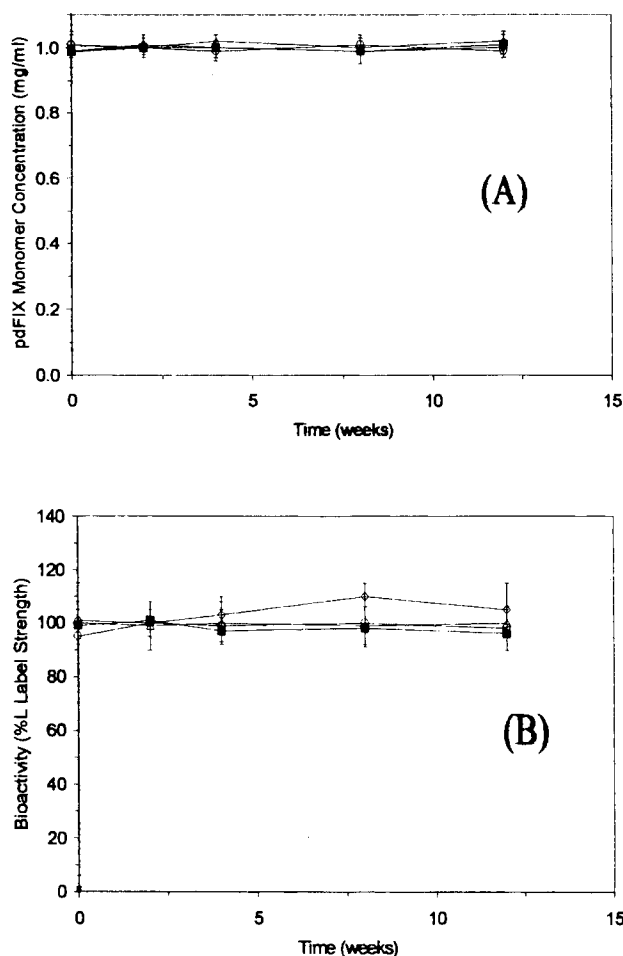 pdFIX Monomer Concentration (mg/ml)
1.0
0.8
0.6
0.4
0.2
0.0
(A)
0 5 10 15
Time (weeks)
Bioactivity (%L Label Strength)
140
120
100
80
60
40
20
0
(B)
0 5 10 15
Time (weeks)